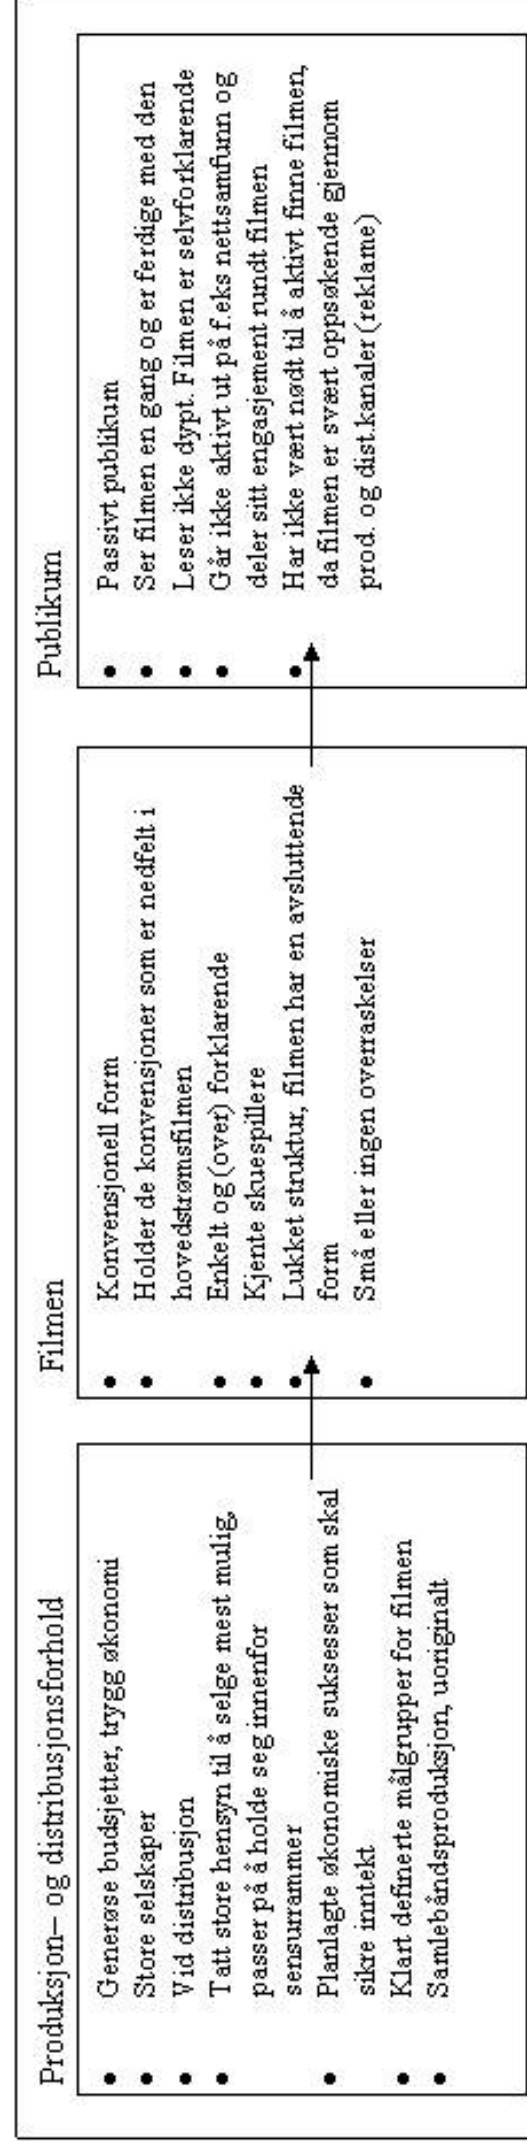 Produksjon– og distribusjonsforhold
• Generøse budsjetter, trygg økonomi
• Store selskaper
• Vid distribusjon
• Tatt store hensyn til å selge mest mulig,
passer på å holde seg innenfor
sensurrammer
• Planlagte økonomiske suksesser som skal
sikre inntekt
• Klart definerte målgrupper for filmen
• Samlebåndsproduksjon, uoriginalt
Filmen
• Konvensjonell form
• Holder de konvensjoner som er nedfelt i
hovedstrømsfilmen
• Enkelt og (over) forklarende
• Kjente skuespillere
• Lukket struktur, filmen har en avsluttende
form
• Små eller ingen overraskelser
Publikum
• Passivt publikum
• Ser filmen en gang og er ferdige med den
• Leser ikke dypt. Filmen er selvforklarende
• Går ikke aktivt ut på f.eks nettsamfunn og
deler sitt engasjement rundt filmen
• Har ikke vært nødt til å aktivt finne filmen,
da filmen er svært oppsøkende gjennom
prod. og dist.kanaler (reklame)